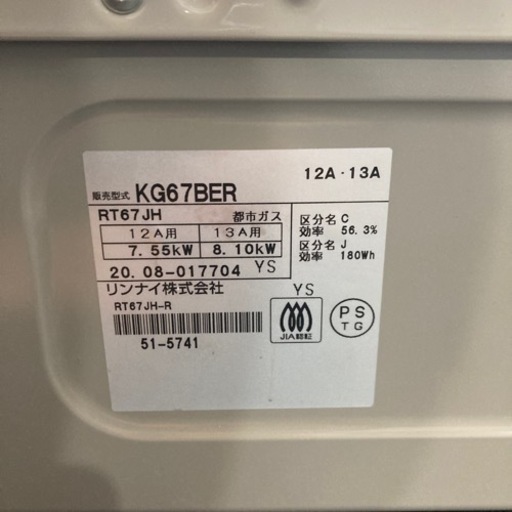 12A・13A
販売型式 KG67BER
RT67JH 都市ガス
12A用 13A用
7.55kW 8.10kW
区分名 C
効率 56.3%
区分名 J
効率 180Wh
20.08-017704 YS
リンナイ株式会社 YS
RT67JH-R
51-5741
JIA認証
PS
TG